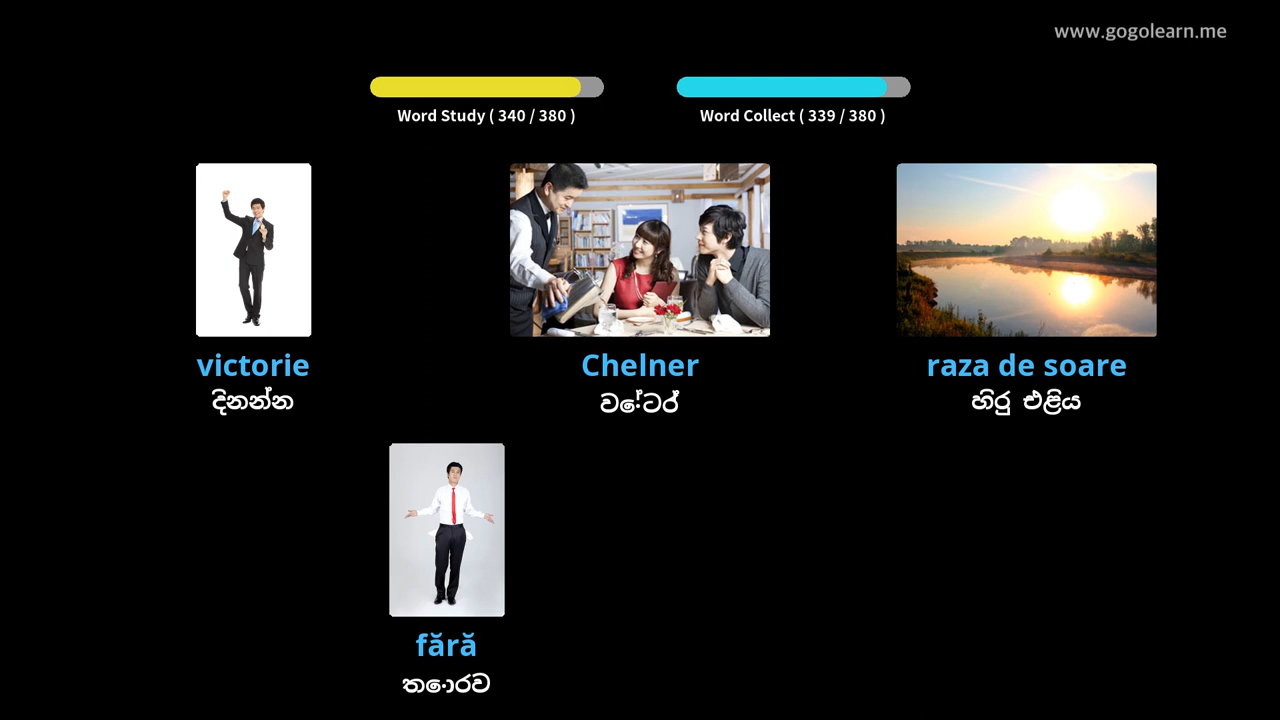 www.gogolearn.me
Word Study ( 340 / 380 )
Word Collect ( 339 / 380 )
victorie
දිනන්න
Chelner
වේටර්
raza de soare
හිරු එළිය
fără
තොරව